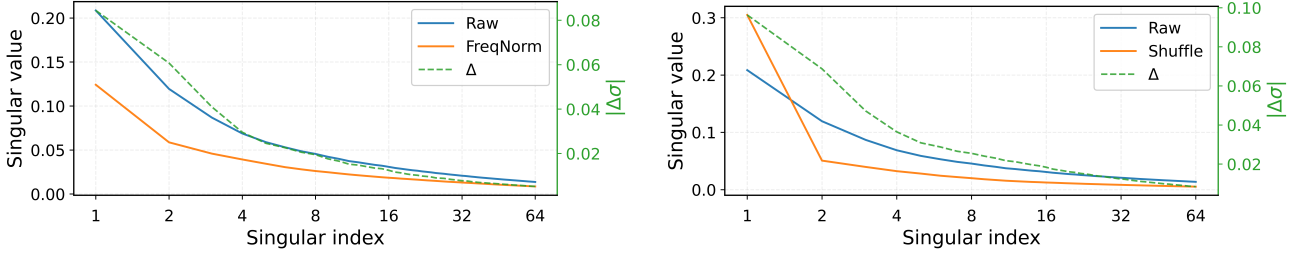 0.20
0.15
0.10
0.05
0.00
Singular value
1 2 4 8 16 32 64
Singular index
0.08
0.06
0.04
0.02
|Δσ|
Raw
FreqNorm
Δ
0.3
0.2
0.1
0.0
Singular value
1 2 4 8 16 32 64
Singular index
0.10
0.08
0.06
0.04
0.02
|Δσ|
Raw
Shuffle
Δ